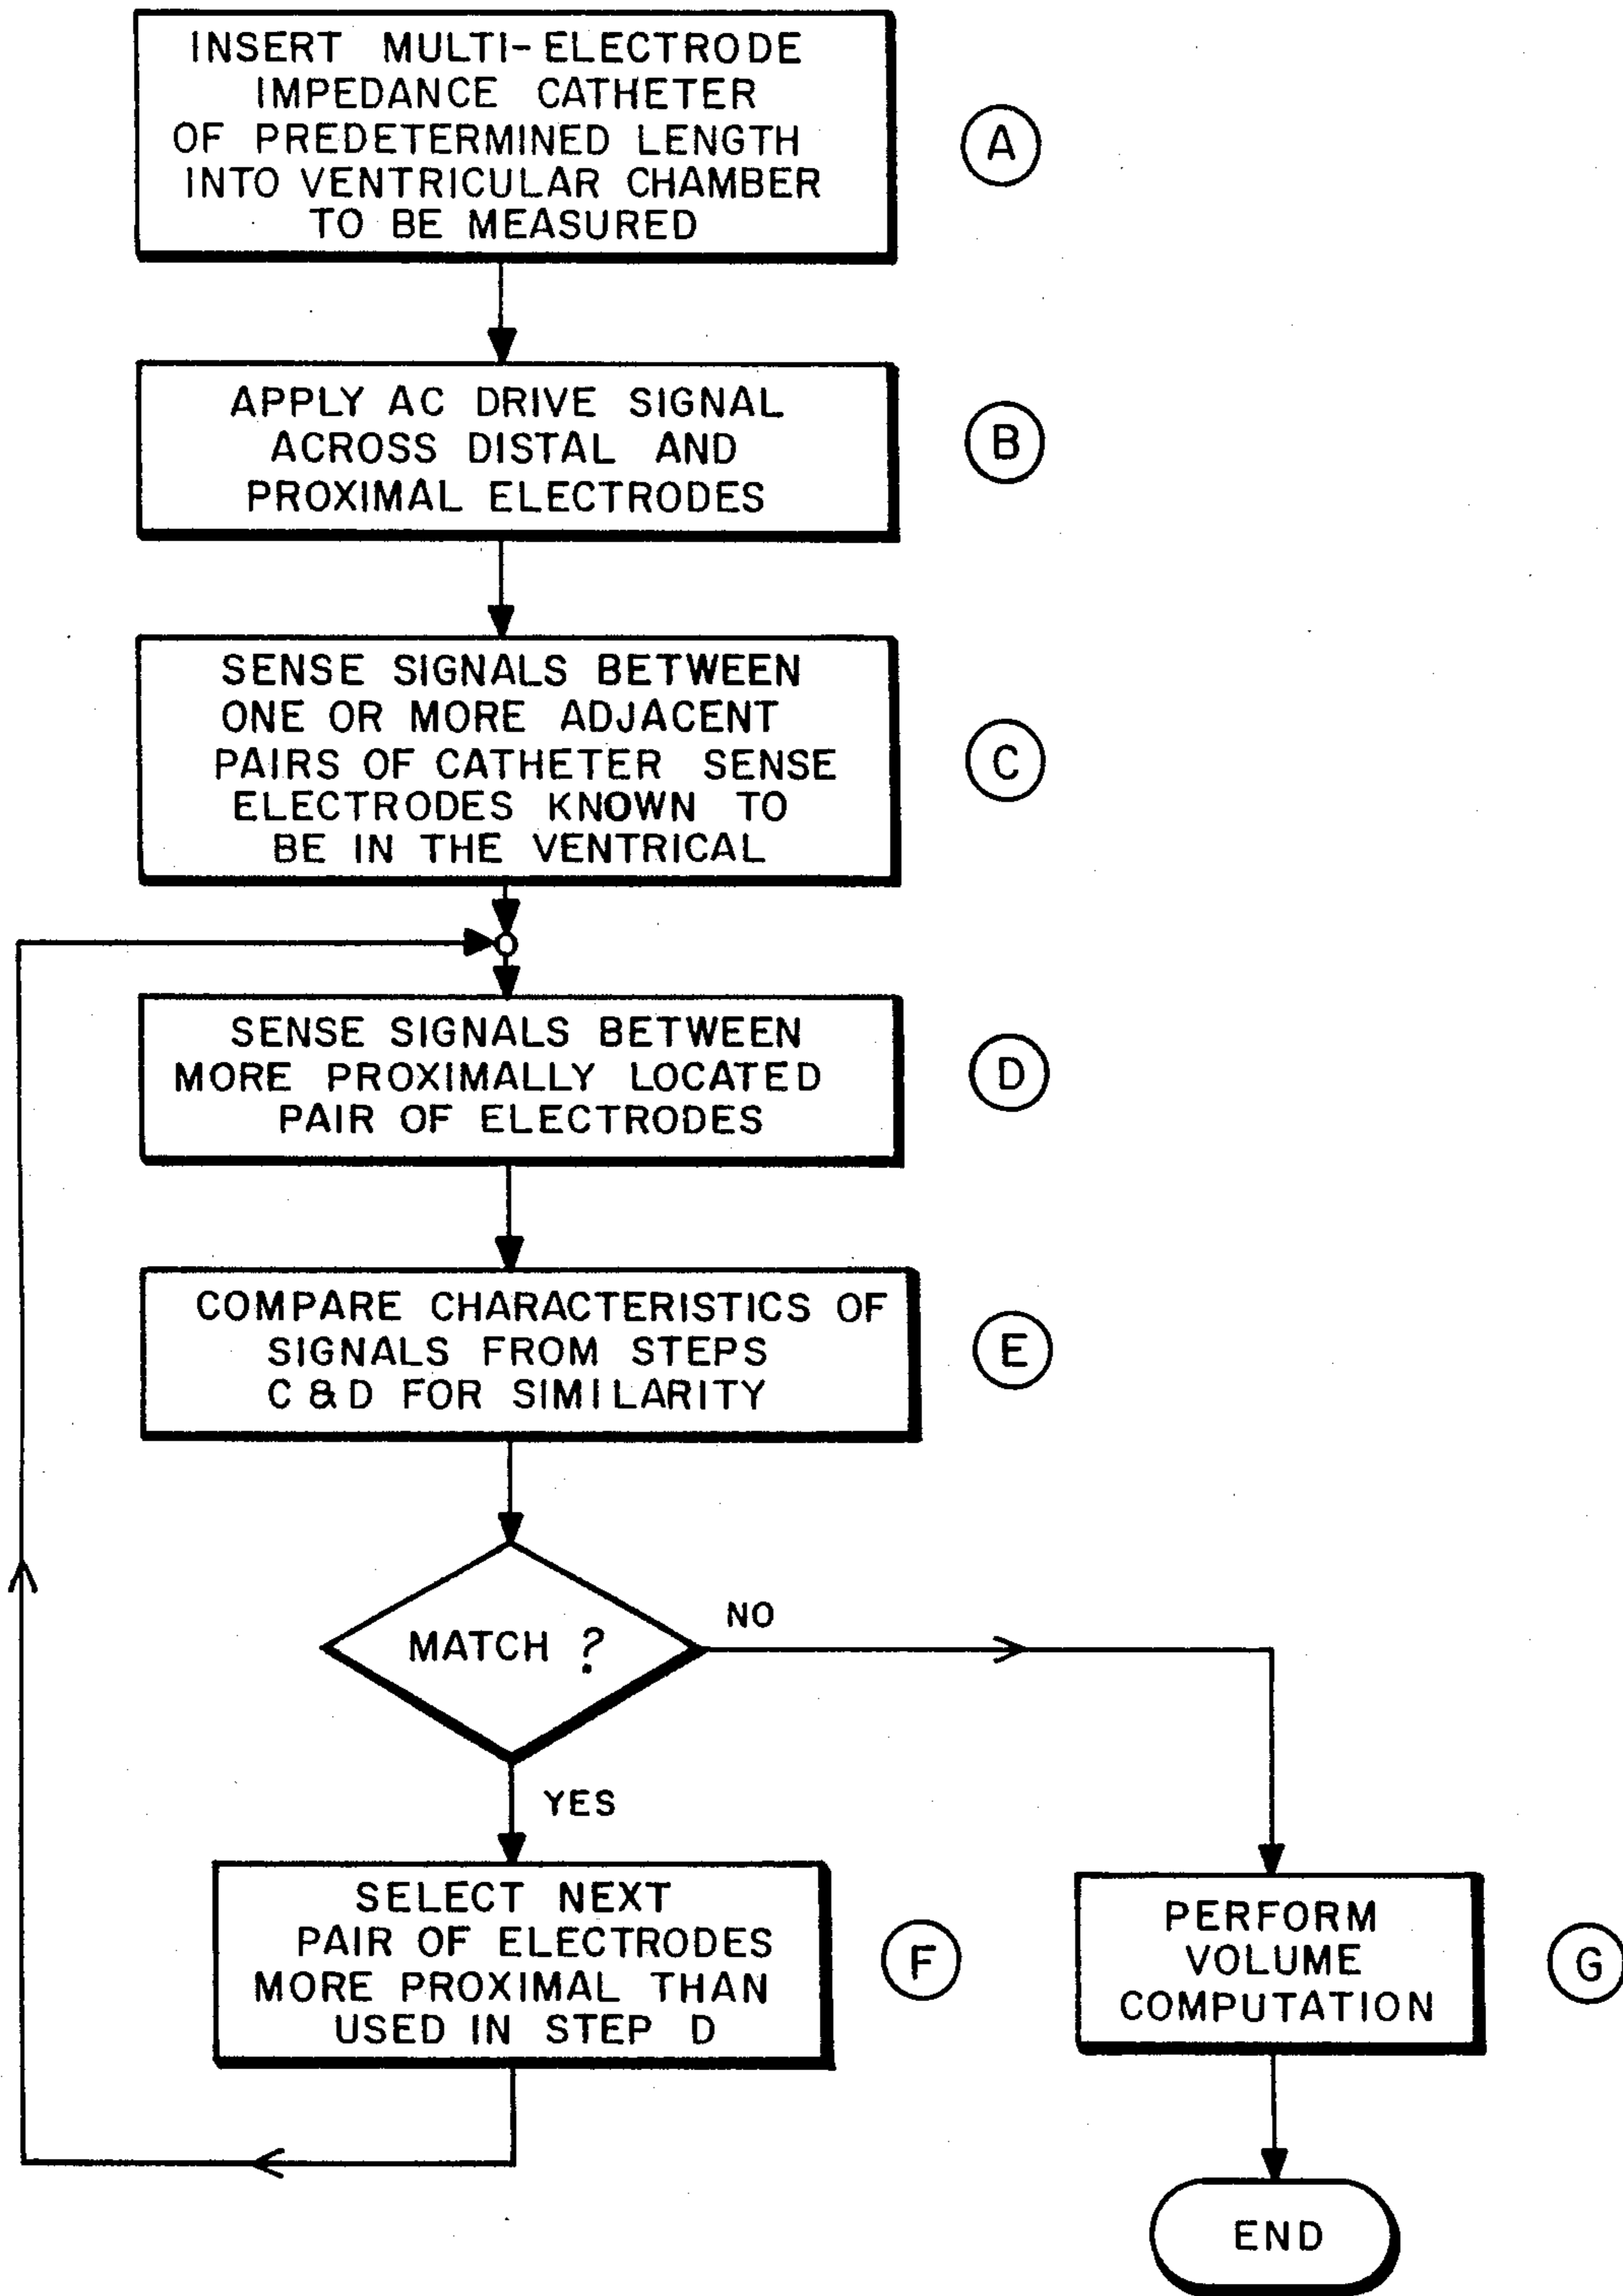 INSERT MULTI-ELECTRODE
IMPEDANCE CATHETER
OF PREDETERMINED LENGTH
INTO VENTRICULAR CHAMBER
TO BE MEASURED
A
APPLY AC DRIVE SIGNAL
ACROSS DISTAL AND
PROXIMAL ELECTRODES
B
SENSE SIGNALS BETWEEN
ONE OR MORE ADJACENT
PAIRS OF CATHETER SENSE
ELECTRODES KNOWN TO
BE IN THE VENTRICAL
C
SENSE SIGNALS BETWEEN
MORE PROXIMALLY LOCATED
PAIR OF ELECTRODES
D
COMPARE CHARACTERISTICS OF
SIGNALS FROM STEPS
C & D FOR SIMILARITY
E
MATCH ?
NO
YES
SELECT NEXT
PAIR OF ELECTRODES
MORE PROXIMAL THAN
USED IN STEP D
F
PERFORM
VOLUME
COMPUTATION
G
END